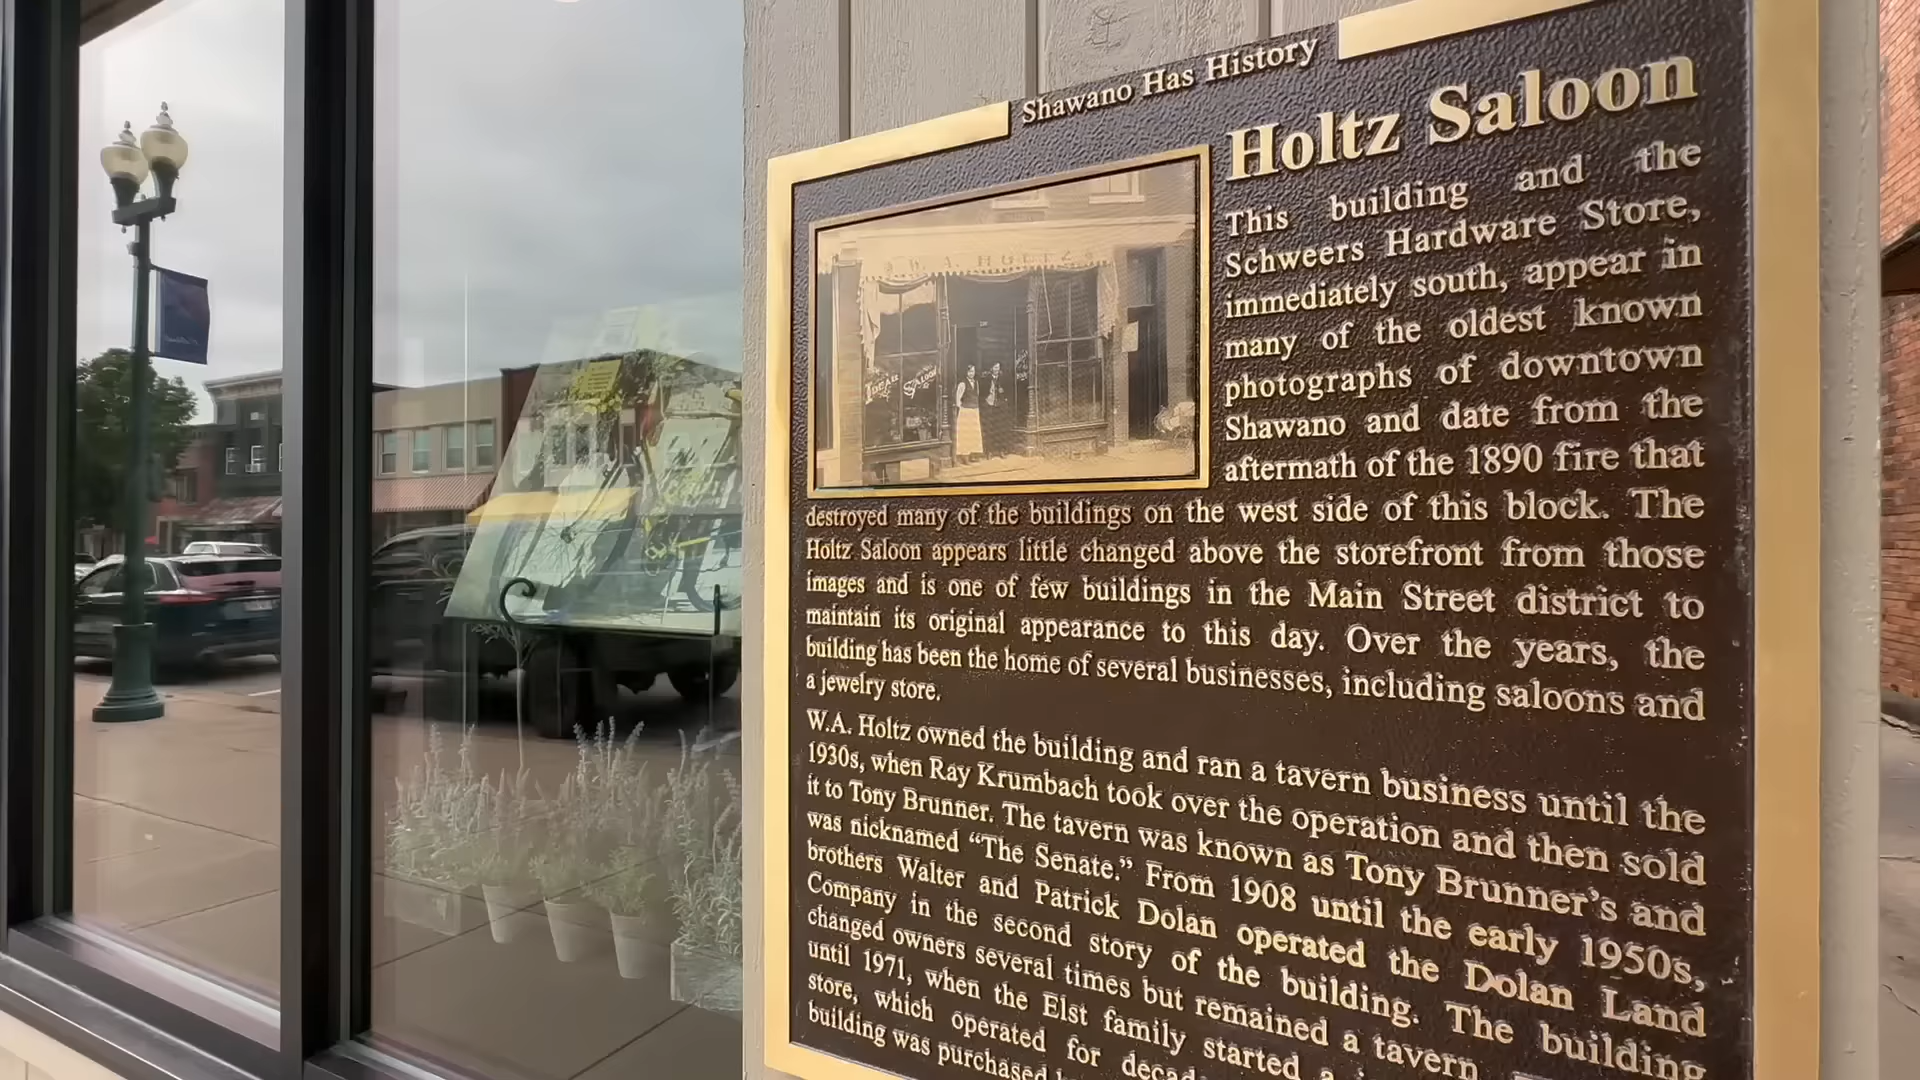 Shawano Has History
Holtz Saloon
W.A. HOLTZ
IDEAL SALOON
This building and the
Schweers Hardware Store,
immediately south, appear in
many of the oldest known
photographs of downtown
Shawano and date from the
aftermath of the 1890 fire that
destroyed many of the buildings on the west side of this block. The
Holtz Saloon appears little changed above the storefront from those
images and is one of few buildings in the Main Street district to
maintain its original appearance to this day. Over the years, the
building has been the home of several businesses, including saloons and
a jewelry store.
W.A. Holtz owned the building and ran a tavern business until the
1930s, when Ray Krumbach took over the operation and then sold
it to Tony Brunner. The tavern was known as Tony Brunner's and
was nicknamed “The Senate.” From 1908 until the early 1950s,
brothers Walter and Patrick Dolan operated the Dolan Land
Company in the second story of the building. The building
changed owners several times but remained a tavern
until 1971, when the Elst family started a
store, which operated for
building was purchased